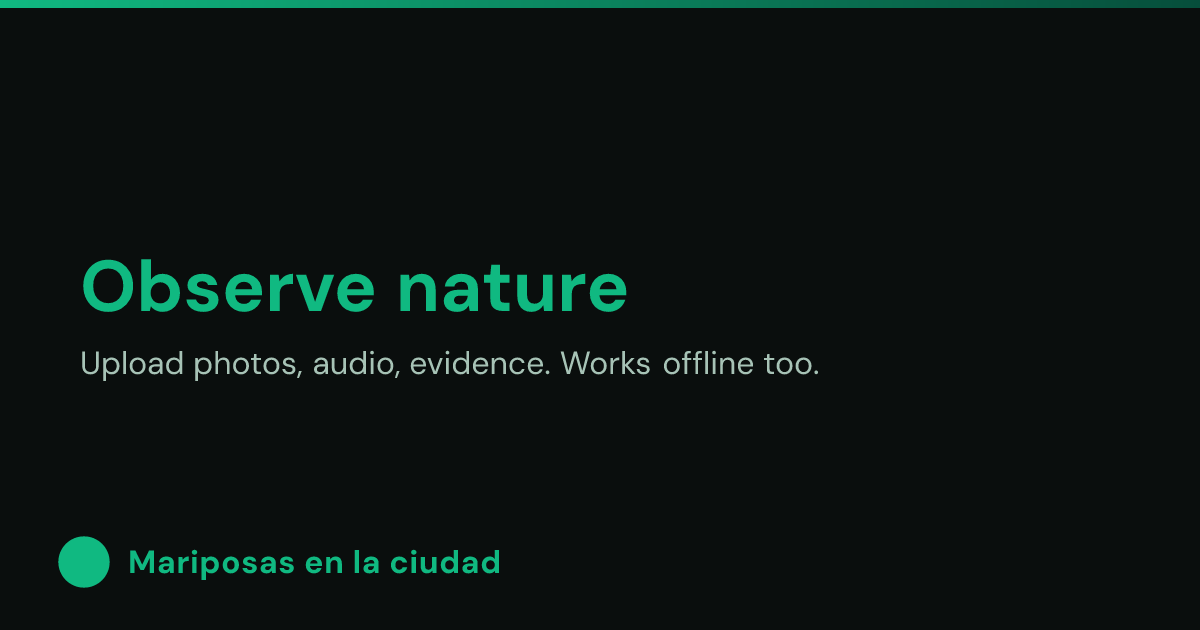 Observe nature
Upload photos, audio, evidence. Works offline too.
Mariposas en la ciudad